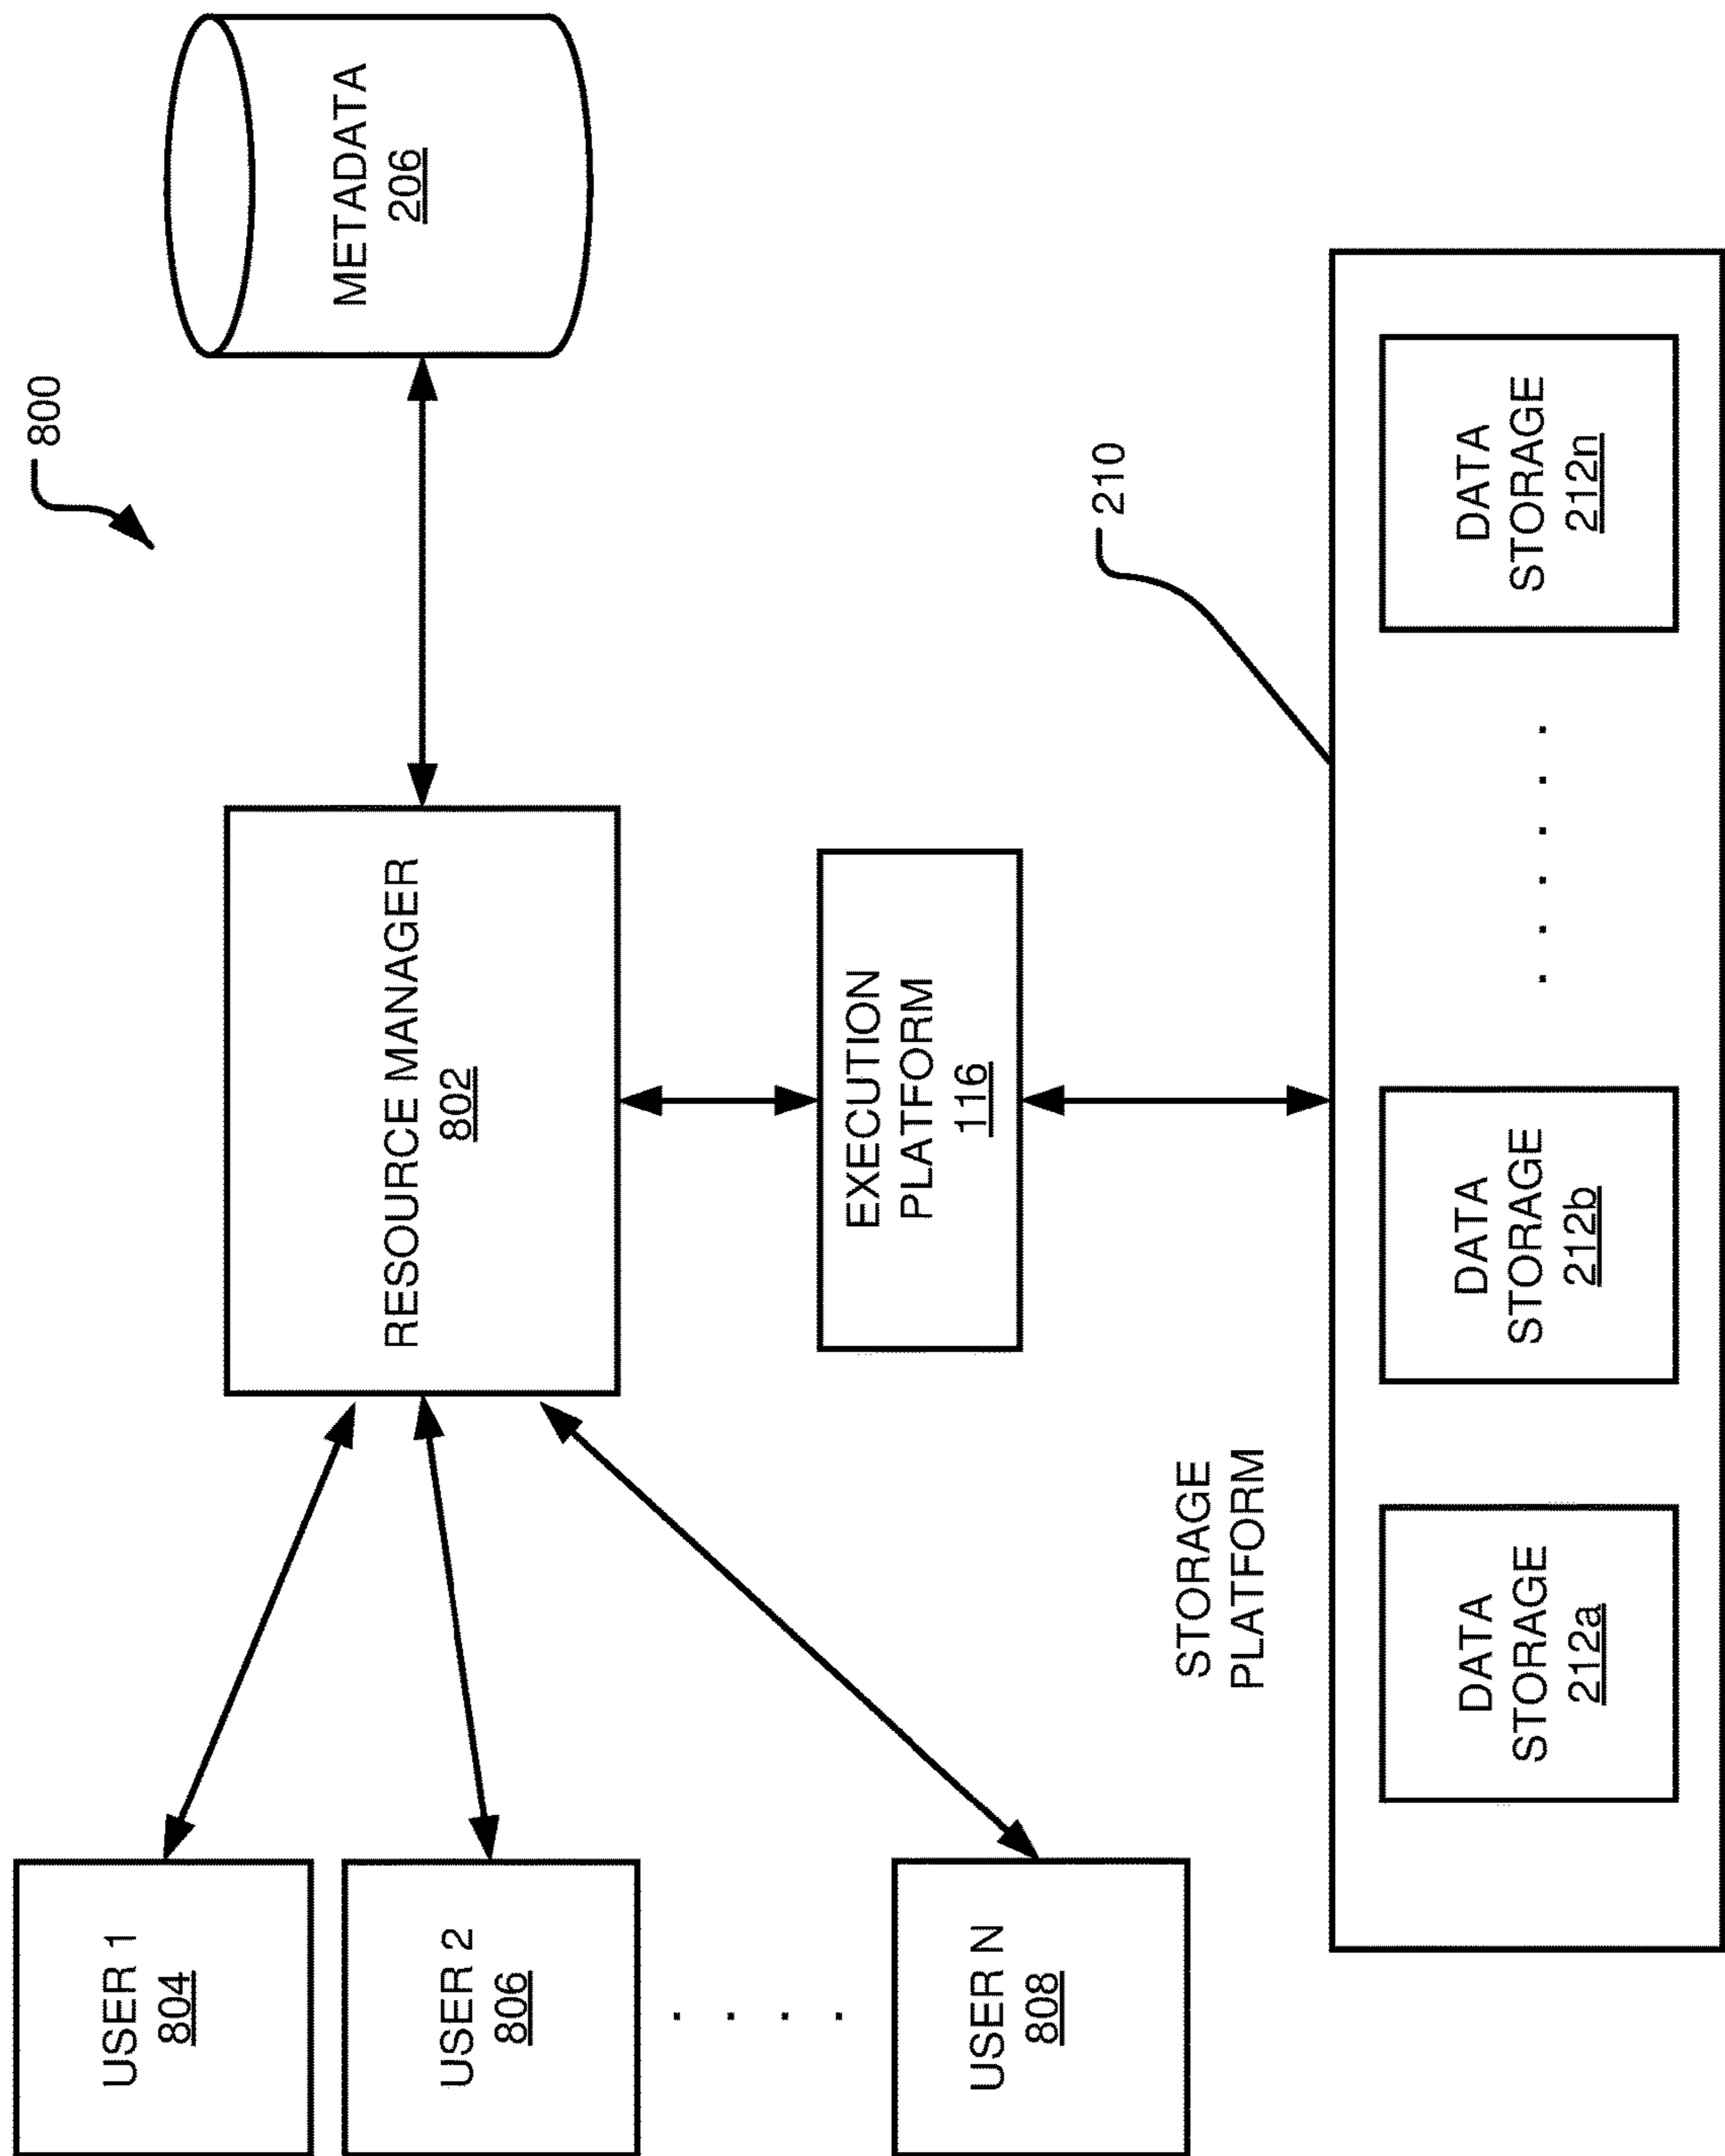 800
USER 1
804
USER 2
806
. . . .
USER N
808
RESOURCE MANAGER
802
METADATA
206
EXECUTION
PLATFORM
116
STORAGE
PLATFORM
210
DATA
STORAGE
212a
DATA
STORAGE
212b
. . . . . .
DATA
STORAGE
212n